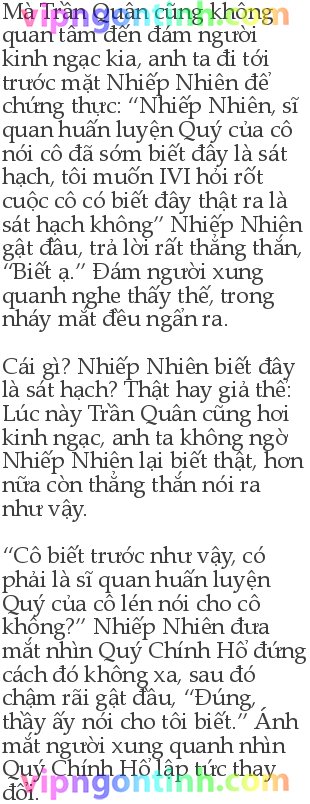 Mà Trần Quân cũng không
vipngontinh.com
quan tâm đến đám người
kinh ngạc kia, anh ta đi tới
trước mặt Nhiếp Nhiên để
chứng thực: “Nhiếp Nhiên, sĩ
quan huấn luyện Quý của cô
nói cô đã sớm biết đây là sát
hạch, tôi muốn IVI hỏi rốt
cuộc cô có biết đây thật ra là
sát hạch không” Nhiếp Nhiên
gật đầu, trả lời rất thẳng thắn,
“Biết ạ.” Đám người xung
quanh nghe thấy thế, trong
nháy mắt đều ngẩn ra.
Cái gì? Nhiếp Nhiên biết đây
là sát hạch? Thật hay giả thế:
Lúc này Trần Quân cũng hơi
kinh ngạc, anh ta không ngờ
Nhiếp Nhiên lại biết thật, hơn
nữa còn thẳng thắn nói ra
như vậy.
“Cô biết trước như vậy, có
phải là sĩ quan huấn luyện
Quý của cô lén nói cho cô
không?” Nhiếp Nhiên đưa
mắt nhìn Quý Chính Hổ đứng
cách đó không xa, sau đó
chậm rãi gật đầu, “Đúng,
thầy ấy nói cho tôi biết.” Ánh
mắt người xung quanh nhìn
Quý Chính Hổ lập tức thay
vipngontinh.com
đổi.